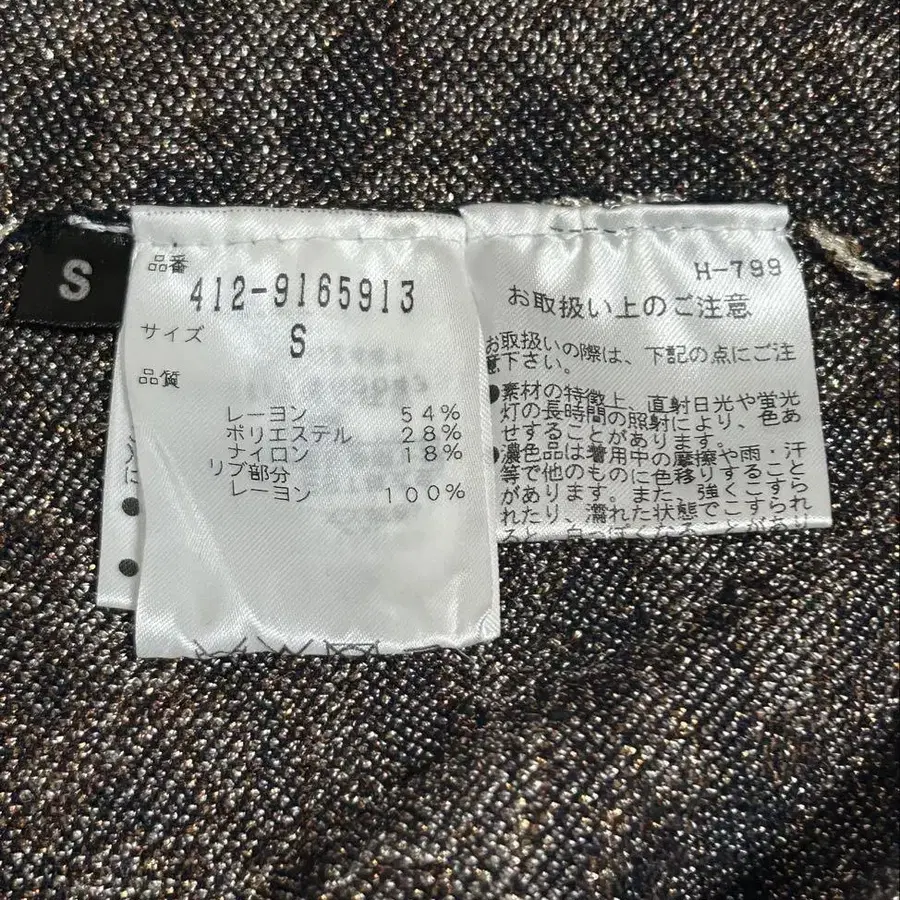 S
品番
412-9165913
サイズ
S
品質
レーヨン 54%
ポリエステル 28%
ナイロン 18%
リブ部分
レーヨン 100%
H-799
お取扱い上のご注意
お取扱いの際は、下記の点にご注
意下さい。
●素材の特徴上、直射日光や蛍光
灯の長時間の照射により、色あ
せすることがあります。
●濃色品は着用中の摩擦や雨・汗
等で他のものに色移りすること
があります。また、強くこすら
れたり、濡れた状態でこすられ